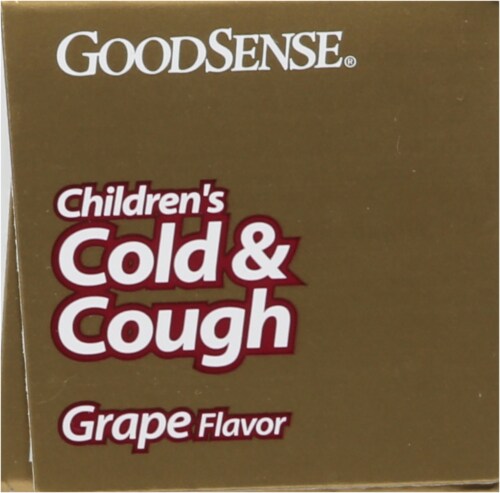 GOODSENSE®
Children's
Cold &
Cough
Grape Flavor